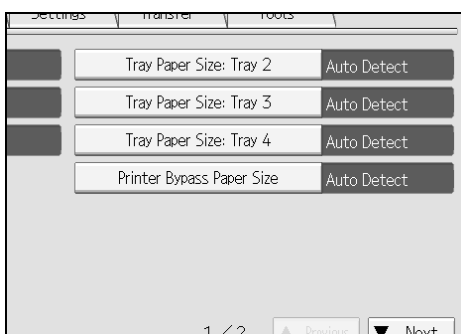 Settings Transfer Tools
Tray Paper Size: Tray 2 Auto Detect
Tray Paper Size: Tray 3 Auto Detect
Tray Paper Size: Tray 4 Auto Detect
Printer Bypass Paper Size Auto Detect
1/2 ▲ Previous ▼ Next